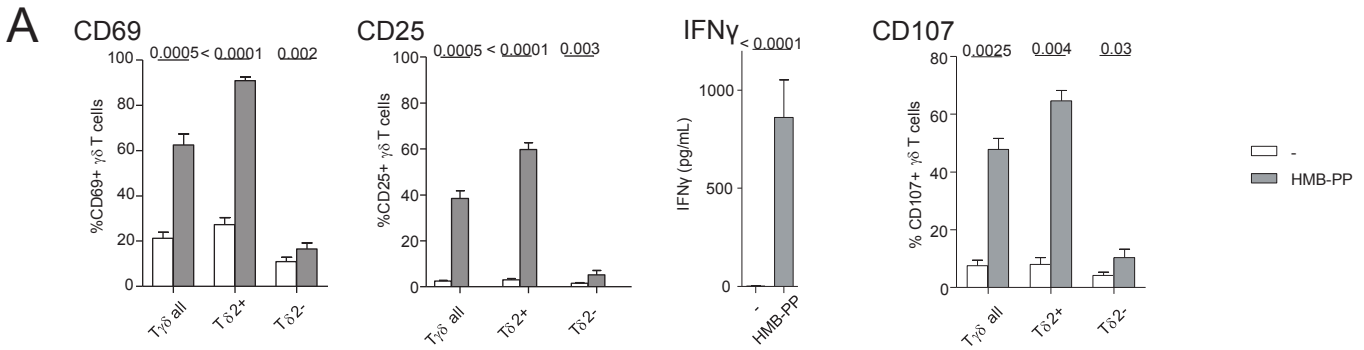 A
CD69
0.0005 < 0.0001 0.002
100
80
60
40
20
0
%CD69+ γδ T cells
Tγδ all
Tδ2+
Tδ2-
CD25
0.0005 < 0.0001 0.003
100
80
60
40
20
0
%CD25+ γδ T cells
Tγδ all
Tδ2+
Tδ2-
IFNγ
< 0.0001
1000
500
0
IFNγ (pg/mL)
-
HMB-PP
CD107
0.0025 0.004 0.03
80
60
40
20
0
% CD107+ γδ T cells
Tγδ all
Tδ2+
Tδ2-
-
HMB-PP